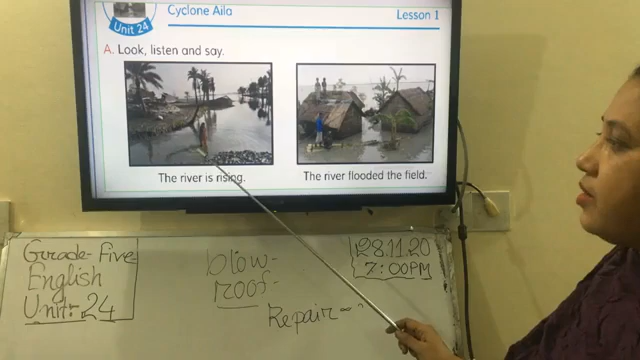 Cyclone Aila
Lesson 1
Unit 24
A. Look, listen and say.
The river is rising.
The river flooded the field.
Grade-Five
English
Unit: 24
blow-
roof-
Repair-
28.11.20
7:00PM